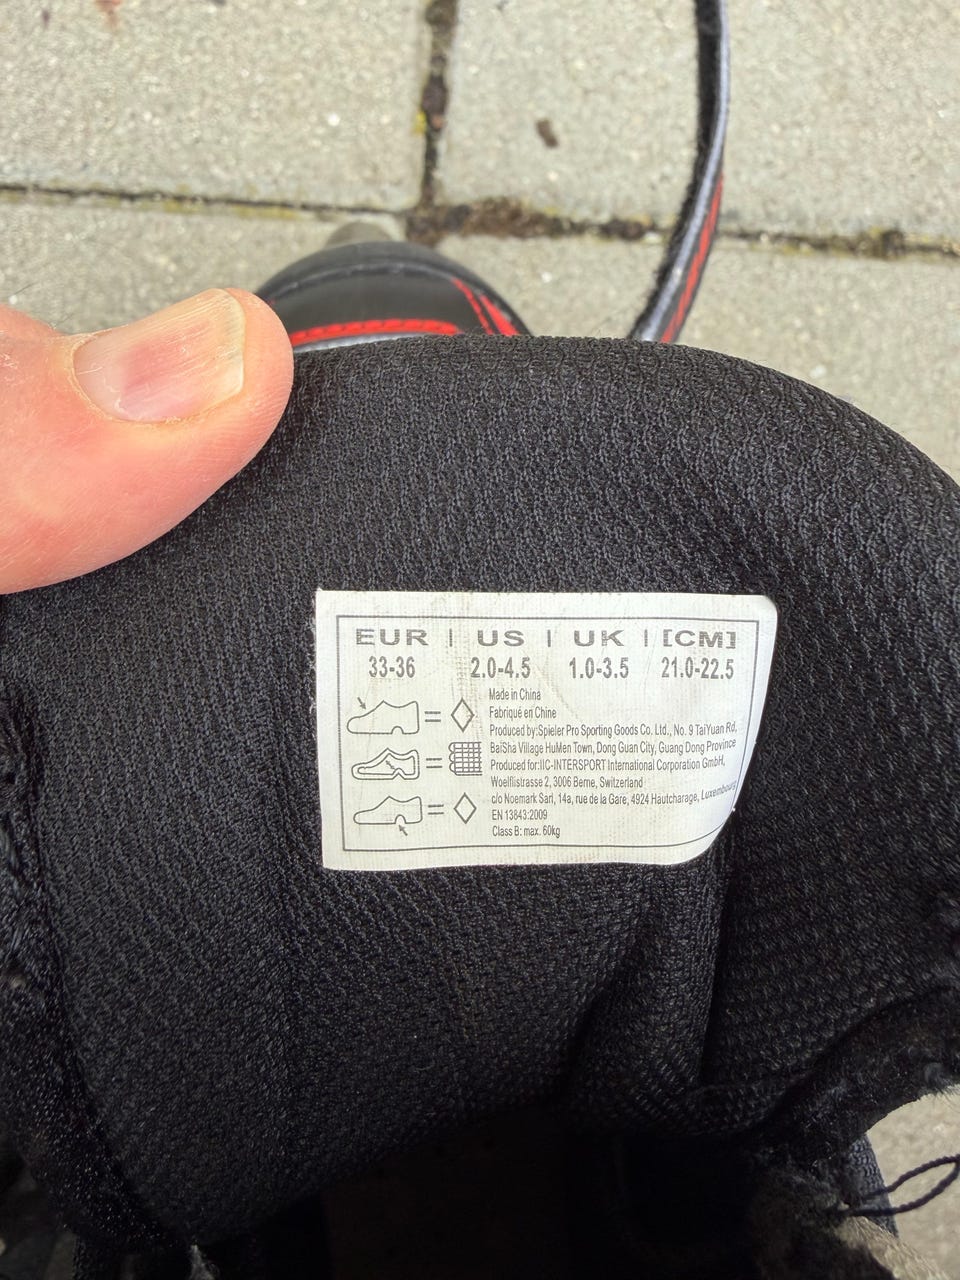 EUR | US | UK | [CM]
33-36 2.0-4.5 1.0-3.5 21.0-22.5
Made in China
Fabriqué en Chine
Produced by:Spieler Pro Sporting Goods Co. Ltd., No. 9 TaiYuan Rd,
BaiSha Village HuMen Town, Dong Guan City, Guang Dong Province
Produced for:IIC-INTERSPORT International Corporation GmbH,
Woelflistrasse 2, 3006 Berne, Switzerland
c/o Noemark Sarl, 14a, rue de la Gare, 4924 Hautcharage, Luxembourg
EN 13843:2009
Class B: max. 60kg